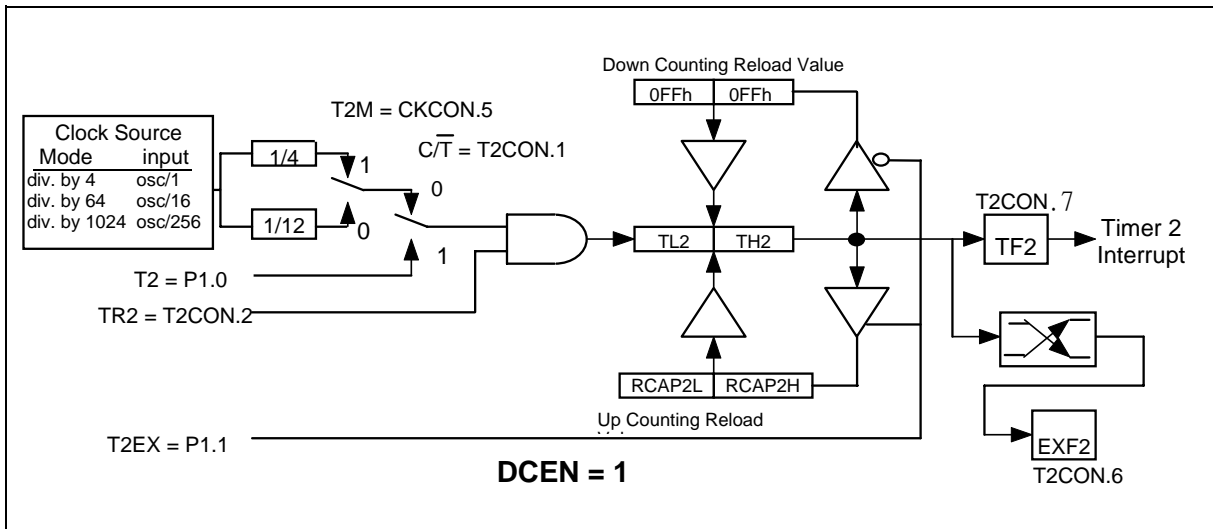 Down Counting Reload Value
0FFh 0FFh
T2M = CKCON.5
Clock Source
Mode input
div. by 4 osc/1
div. by 64 osc/16
div. by 1024 osc/256
1/4
1/12
1
0
C/T̅ = T2CON.1
0
1
T2 = P1.0
TR2 = T2CON.2
TL2 TH2
T2CON.7
TF2
Timer 2
Interrupt
RCAP2L RCAP2H
Up Counting Reload
T2EX = P1.1
EXF2
T2CON.6
DCEN = 1